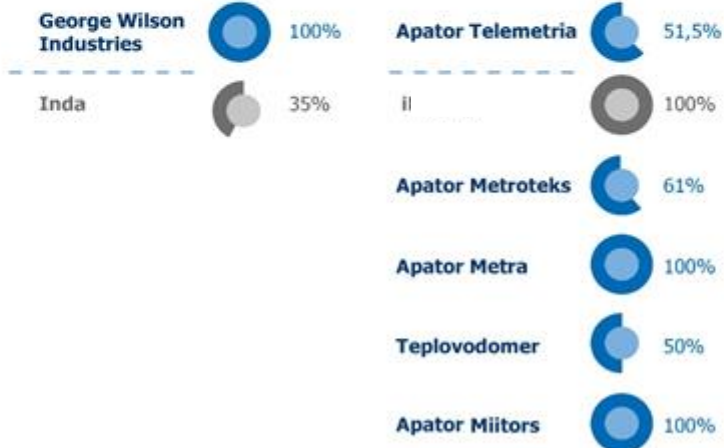 George Wilson
Industries
100%
Inda
35%
Apator Telemetria
51,5%
100%
Apator Metroteks
61%
Apator Metra
100%
Teplovodomer
50%
Apator Miitors
100%